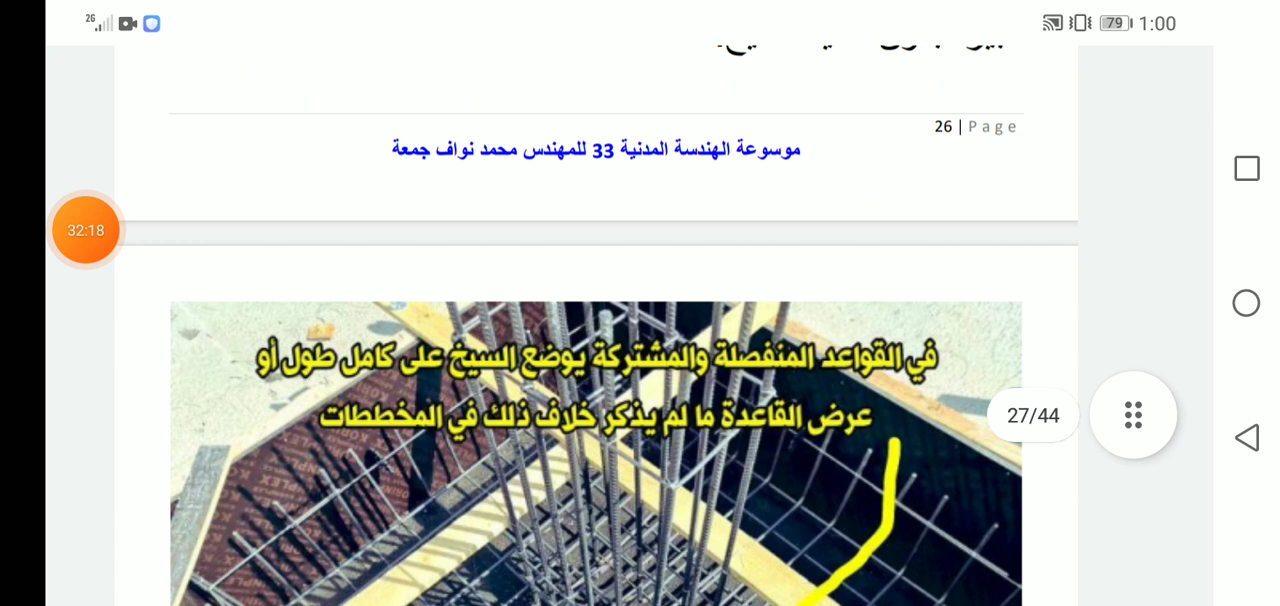 2G
79
1:00
26 | Page
موسوعة الهندسة المدنية 33 للمهندس محمد نواف جمعة
32:18
في القواعد المنفصلة والمشتركة يوضع السيخ على كامل طول أو
عرض القاعدة ما لم يذكر خلاف ذلك في المخططات
27/44